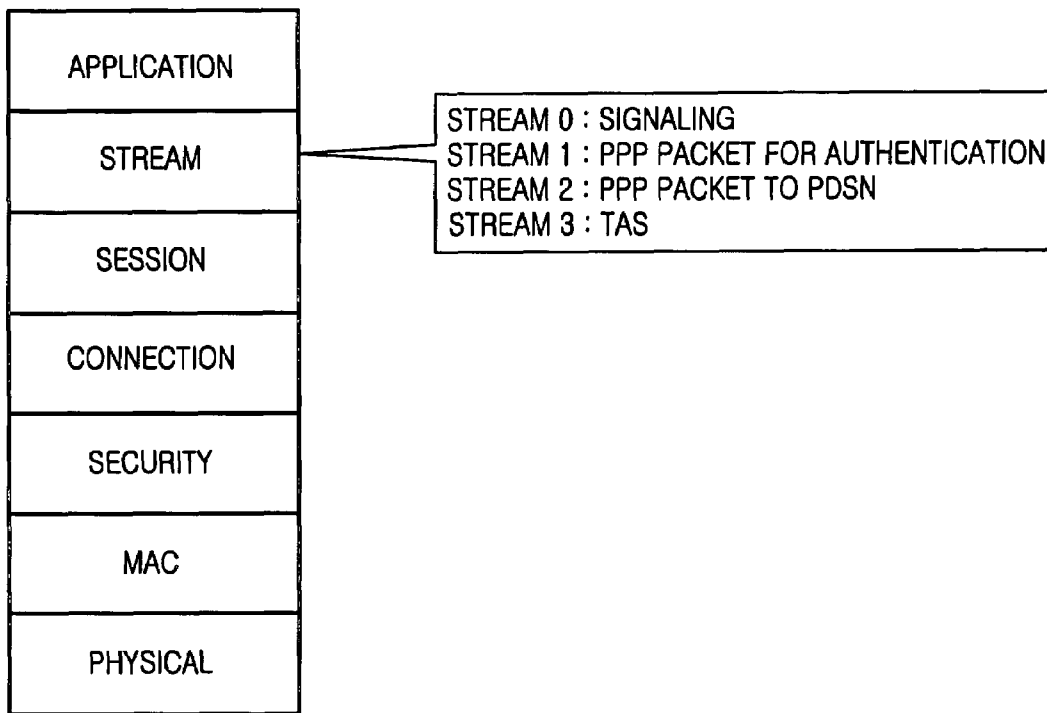 APPLICATION
STREAM
SESSION
CONNECTION
SECURITY
MAC
PHYSICAL
STREAM 0 : SIGNALING
STREAM 1 : PPP PACKET FOR AUTHENTICATION
STREAM 2 : PPP PACKET TO PDSN
STREAM 3 : TAS